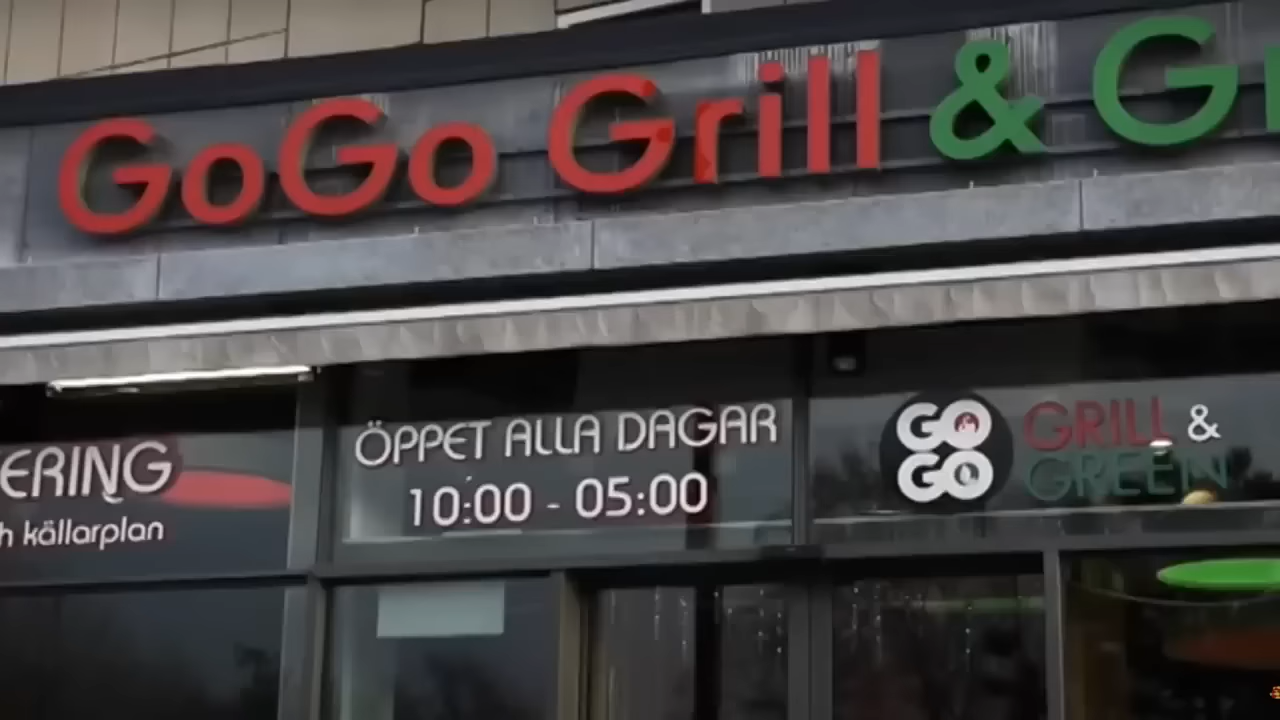 GoGo Grill & G
ERING
h källarplan
ÖPPET ALLA DAGAR
10:00 - 05:00
GO
GO
GRILL &
GREEN